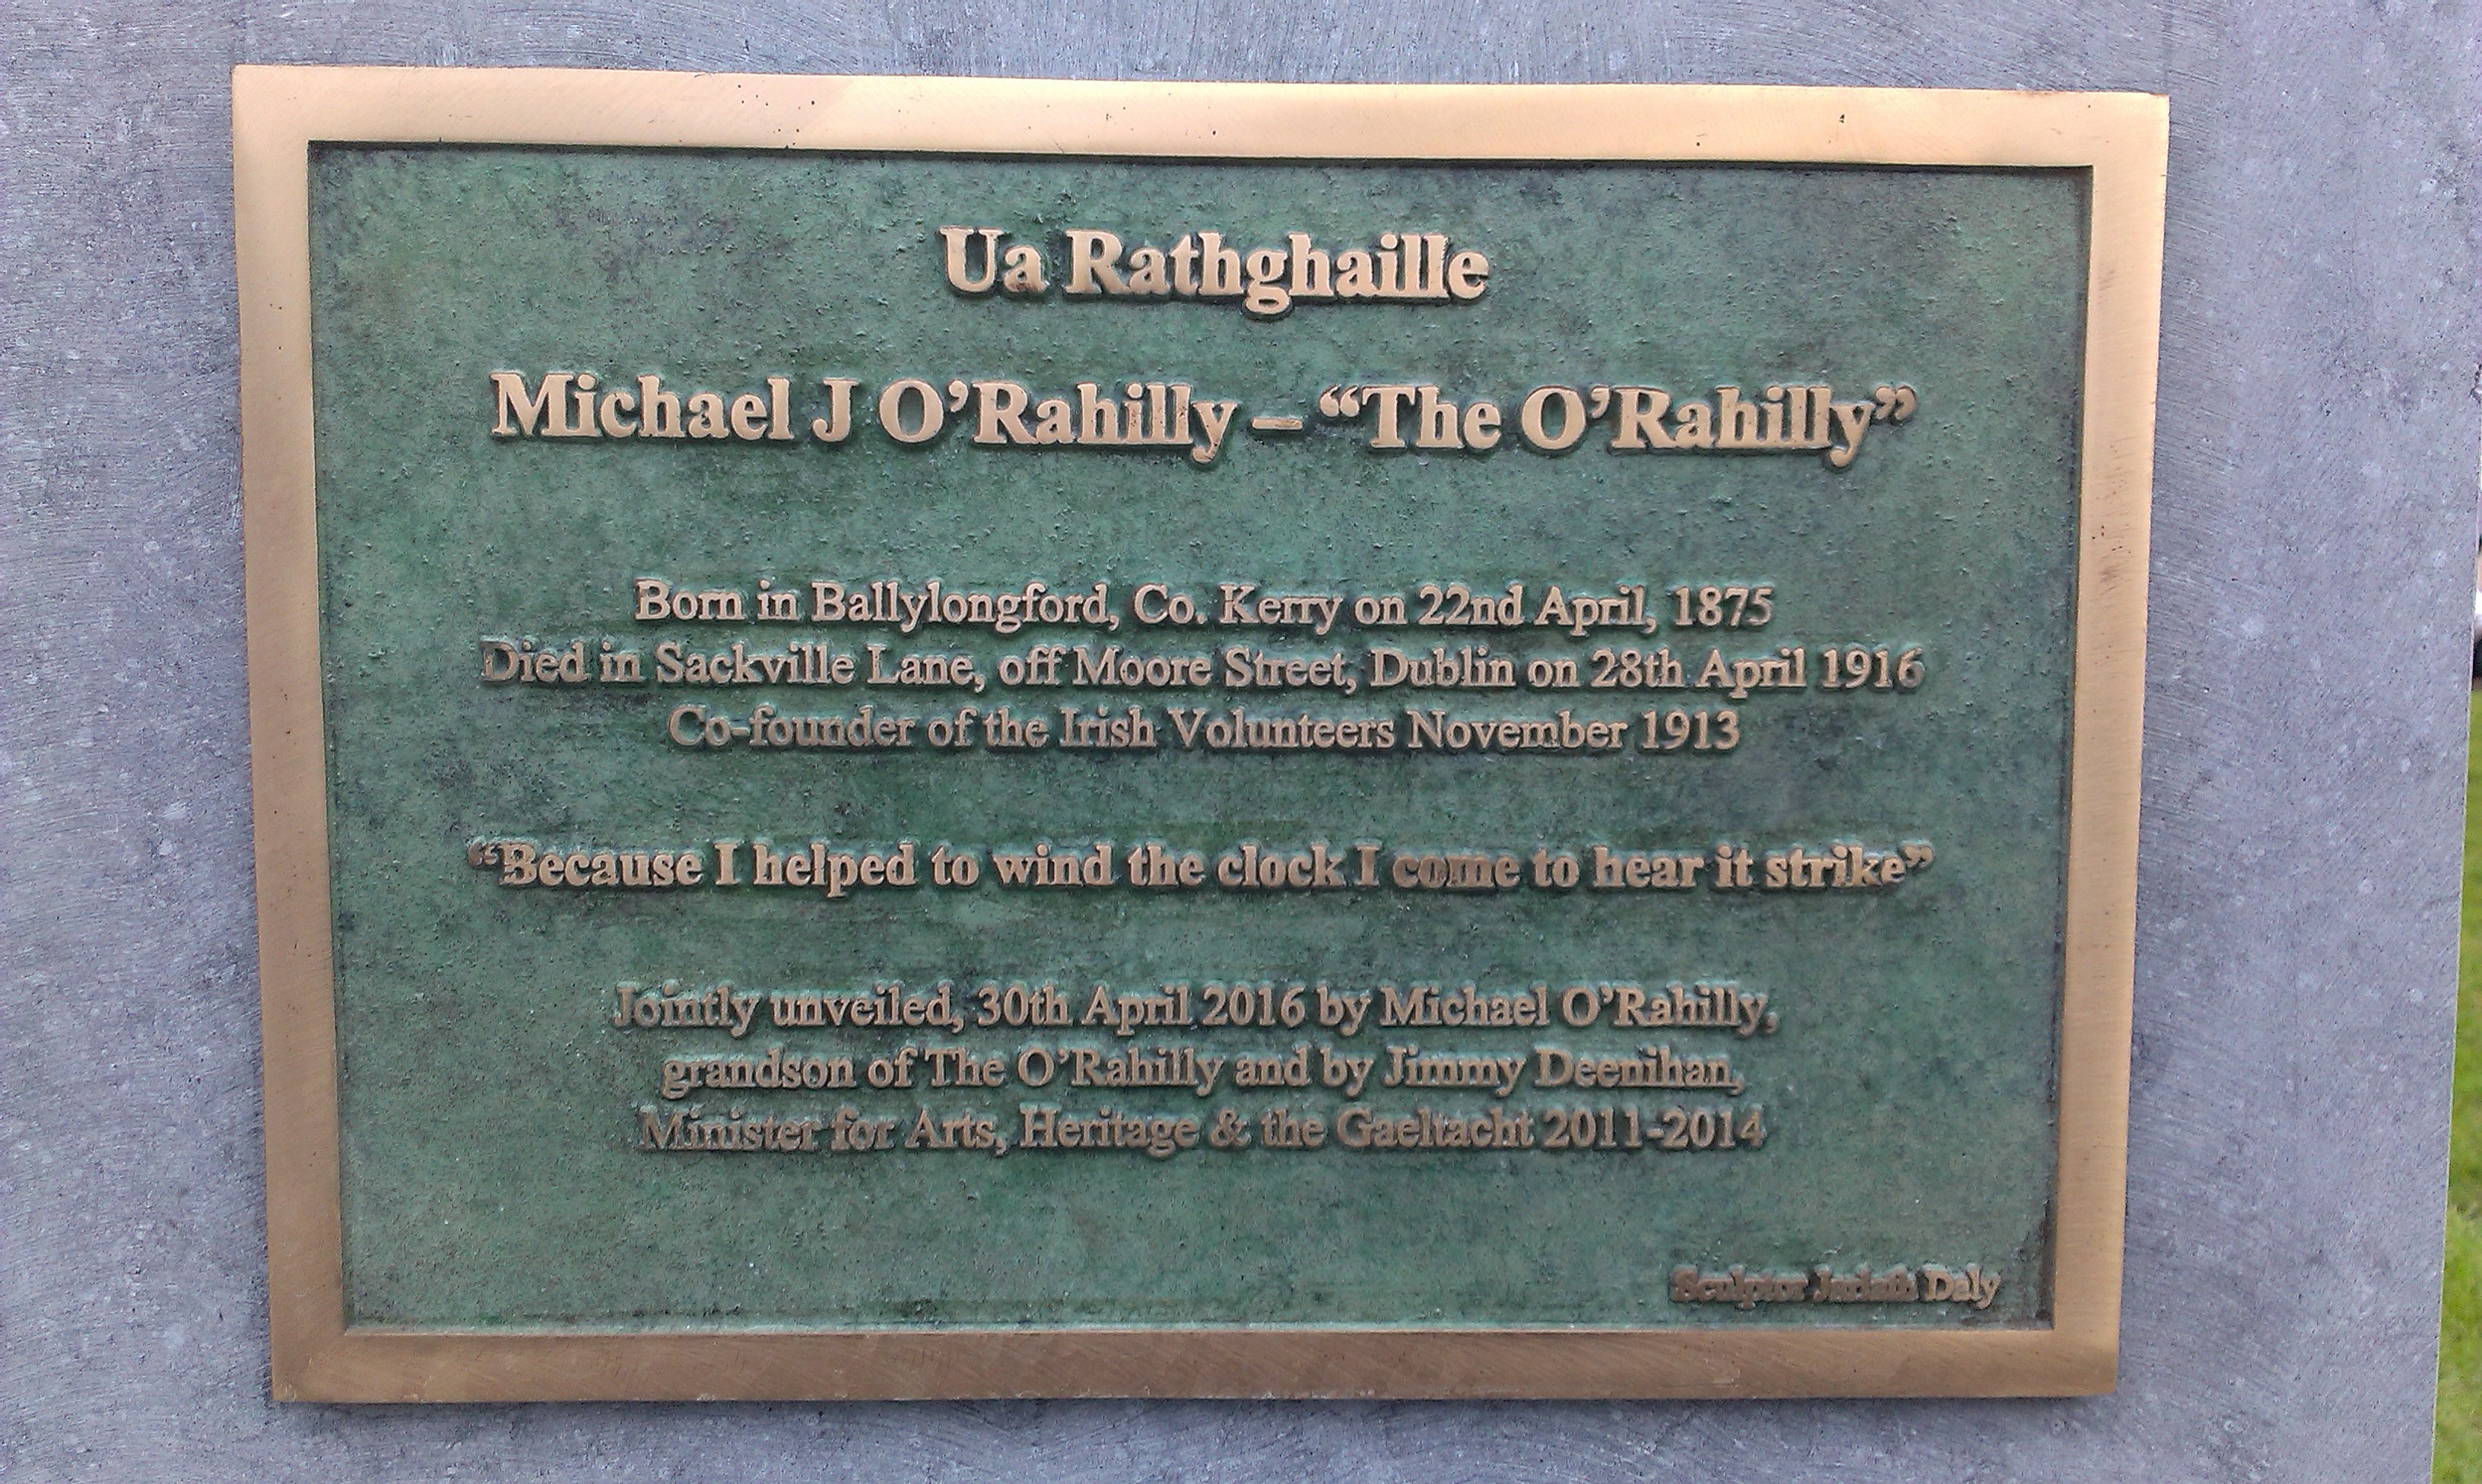 Ua Rathghaille
Michael J O’Rahilly – “The O’Rahilly”
Born in Ballylongford, Co. Kerry on 22nd April, 1875
Died in Sackville Lane, off Moore Street, Dublin on 28th April 1916
Co-founder of the Irish Volunteers November 1913
“Because I helped to wind the clock I come to hear it strike”
Jointly unveiled, 30th April 2016 by Michael O’Rahilly,
grandson of The O’Rahilly and by Jimmy Deenihan,
Minister for Arts, Heritage & the Gaeltacht 2011-2014
Sculptor Jarlath Daly